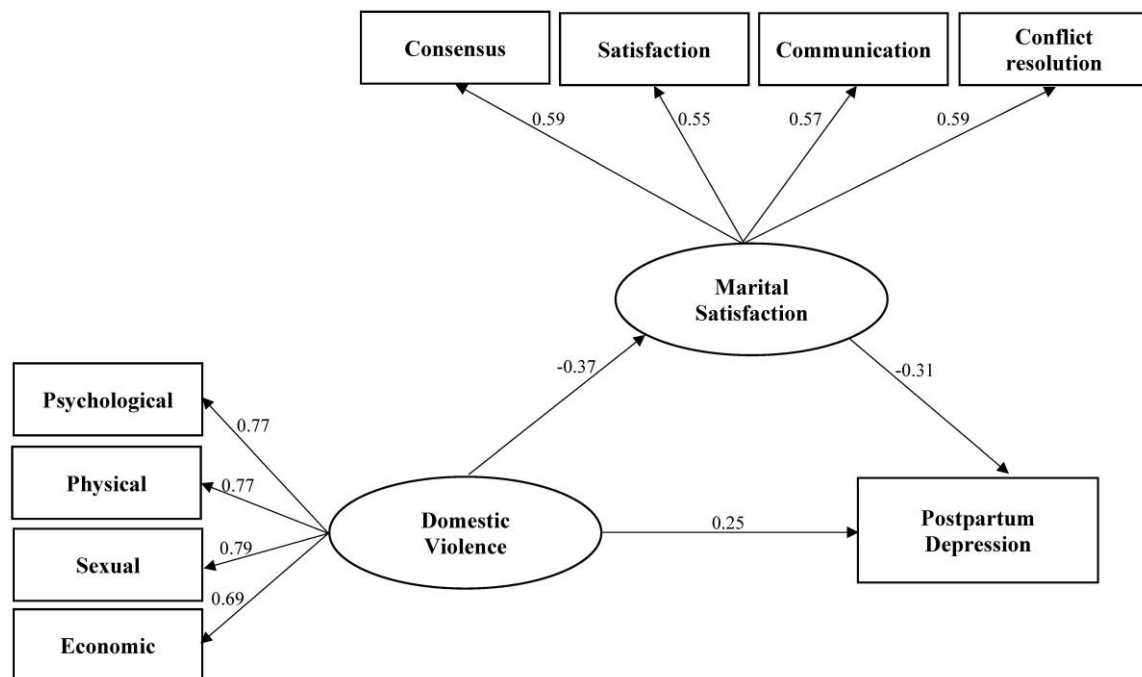 Consensus
Satisfaction
Communication
Conflict
resolution
0.59
0.55
0.57
0.59
Marital
Satisfaction
-0.37
-0.31
Psychological
0.77
Physical
0.77
Sexual
0.79
Economic
0.69
Domestic
Violence
0.25
Postpartum
Depression